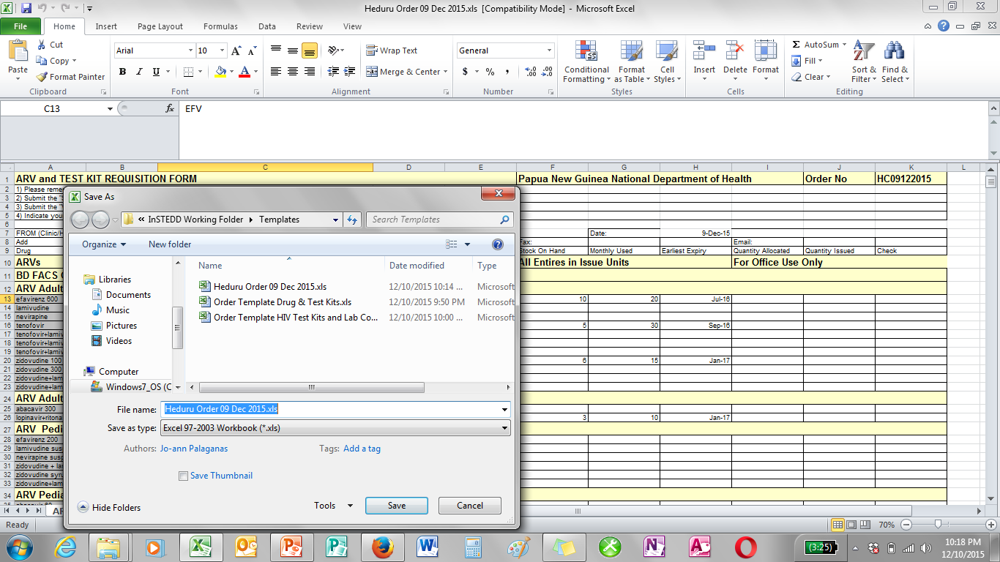 Heduru Order 09 Dec 2015.xls [Compatibility Mode] - Microsoft Excel
File Home Insert Page Layout Formulas Data Review View
Paste Cut Copy Format Painter
Arial 10 Wrap Text General
B I U Merge & Center $ % ,
Conditional Formatting Format as Table Cell Styles
Insert Delete Format
AutoSum Fill Clear
Sort & Filter Find & Select
Clipboard Font Alignment Number Styles Cells Editing
C13 fx EFV
A B C D E F G H I J K L
1 ARV and TEST KIT REQUISITION FORM Papua New Guinea National Department of Health Order No HC09122015
2 1) Please reme
3 2) Submit the "S
4 3) Submit the "
5 4) Indicate you
6
7 FROM (Clinic/H Date: 9-Dec-15
8 Add Fax: Email:
9 Drug Stock On Hand Monthly Used Earliest Expiry Quantity Allocated Quantity Issued Check
10 ARVs All Entires in Issue Units For Office Use Only
11 BD FACS
12 ARV Adul
13 efavirenz 600 10 20 Jul-16
14 lamivudine
15 nevirapine
16 tenofovir 5 30 Sep-16
17 tenofovir+lamiv
18 tenofovir+lamiv
19 tenofovir+lamiv
20 zidovudine 100 6 15 Jan-17
21 zidovudine 300
22 zidovudine+lam
23 zidovudine+lam
24 ARV Adul
25 abacavir 300
26 lopinavir+ritona 3 10 Jan-17
27 ARV Pedi
28 efavirenz 200
29 lamivudine sus
30 nevirapine susp
31 zidovudine + lam
32 zidovudine syru
33 zidovudine+lam
34 ARV Pedia
Save As
InSTEDD Working Folder Templates Search Templates
Organize New folder
Name Date modified Type
Libraries
Documents
Music
Pictures
Videos
Computer
Windows7_OS (C
Heduru Order 09 Dec 2015.xls 12/10/2015 10:14 ... Microsoft
Order Template Drug & Test Kits.xls 12/10/2015 9:50 PM Microsoft
Order Template HIV Test Kits and Lab Co... 12/10/2015 10:00 ... Microsoft
File name: Heduru Order 09 Dec 2015.xls
Save as type: Excel 97-2003 Workbook (*.xls)
Authors: Jo-ann Palaganas Tags: Add a tag
Save Thumbnail
Hide Folders Tools Save Cancel
Ready 70%
(3:25) 10:18 PM
12/10/2015